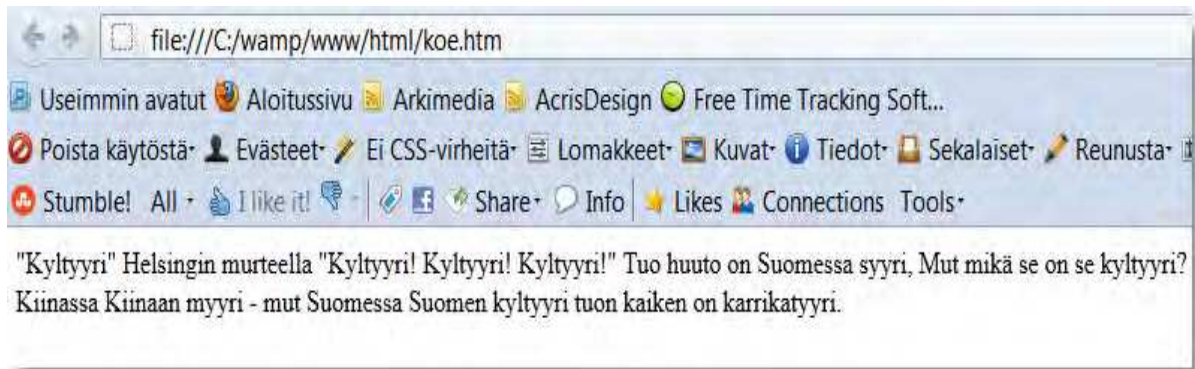 file:///C:/wamp/www/html/koe.htm
Useimmin avatut Aloitussivu Arkimedia AcrisDesign Free Time Tracking Soft...
Poista käytöstä Evästeet Ei CSS-virheitä Lomakkeet Kuvat Tiedot Sekalaiset Reunusta
Stumble! All I like it! Share Info Likes Connections Tools
"Kyltyyri" Helsingin murteella "Kyltyyri! Kyltyyri! Kyltyyri!" Tuo huuto on Suomessa syyri, Mut mikä se on se kyltyyri?
Kiinassa Kiinaan myyri - mut Suomessa Suomen kyltyyri tuon kaiken on karrikatyyri.